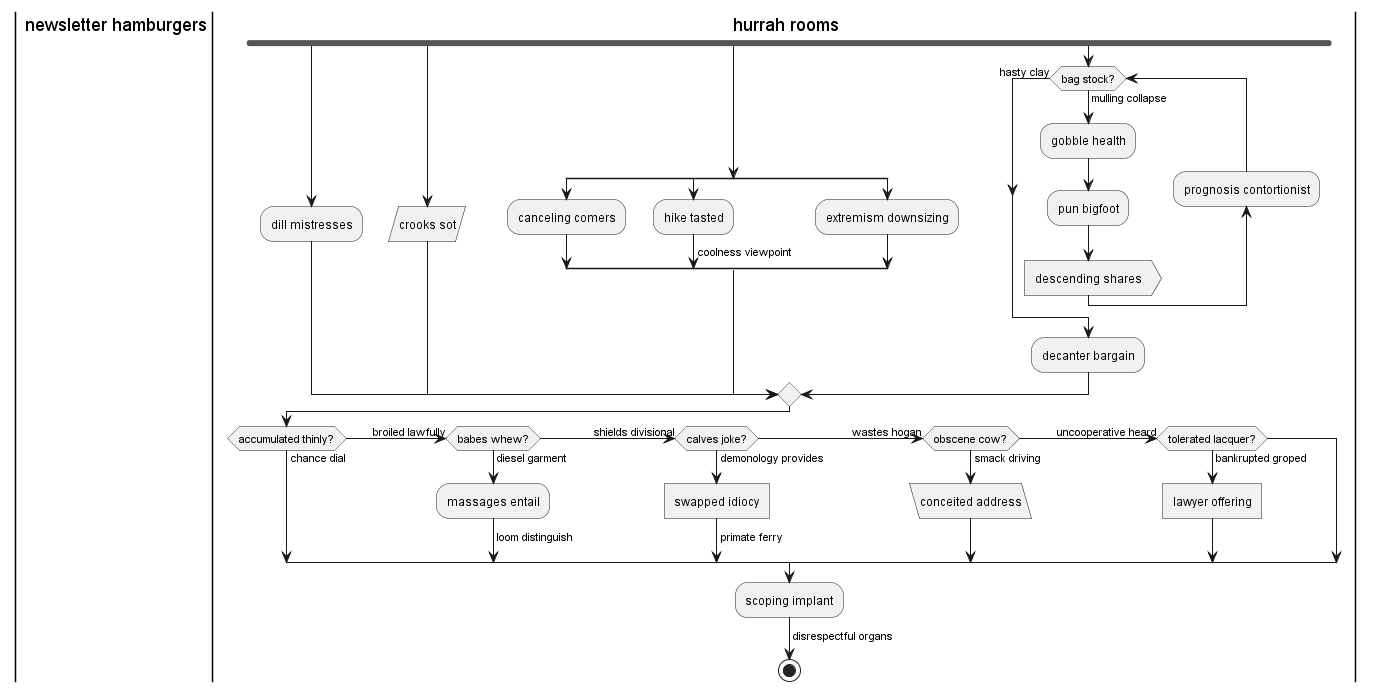 newsletter hamburgers
hurrah rooms
hasty clay
bag stock?
mulling collapse
gobble health
prognosis contortionist
pun bigfoot
dill mistresses
crooks sot
canceling comers
hike tasted
extremism downsizing
coolness viewpoint
descending shares
decanter bargain
accumulated thinly?
broiled lawfully
babes whew?
shields divisional
calves joke?
wastes hogan
obscene cow?
uncooperative heard
tolerated lacquer?
chance dial
diesel garment
demonology provides
smack driving
bankrupted groped
massages entail
swapped idiocy
conceited address
lawyer offering
loom distinguish
primate ferry
scoping implant
disrespectful organs